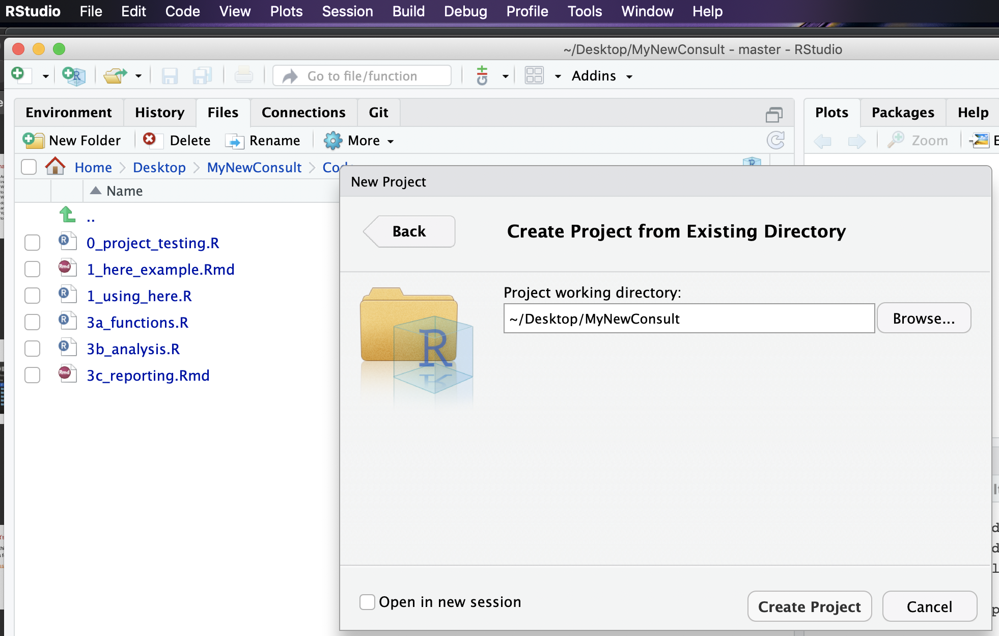 RStudio File Edit Code View Plots Session Build Debug Profile Tools Window Help
~/Desktop/MyNewConsult - master - RStudio
Go to file/function Addins
Environment History Files Connections Git
Plots Packages Help
New Folder Delete Rename More
Zoom
Home Desktop MyNewConsult
Name
..
0_project_testing.R
1_here_example.Rmd
1_using_here.R
3a_functions.R
3b_analysis.R
3c_reporting.Rmd
New Project
Back
Create Project from Existing Directory
Project working directory:
~/Desktop/MyNewConsult
Browse...
Open in new session
Create Project
Cancel